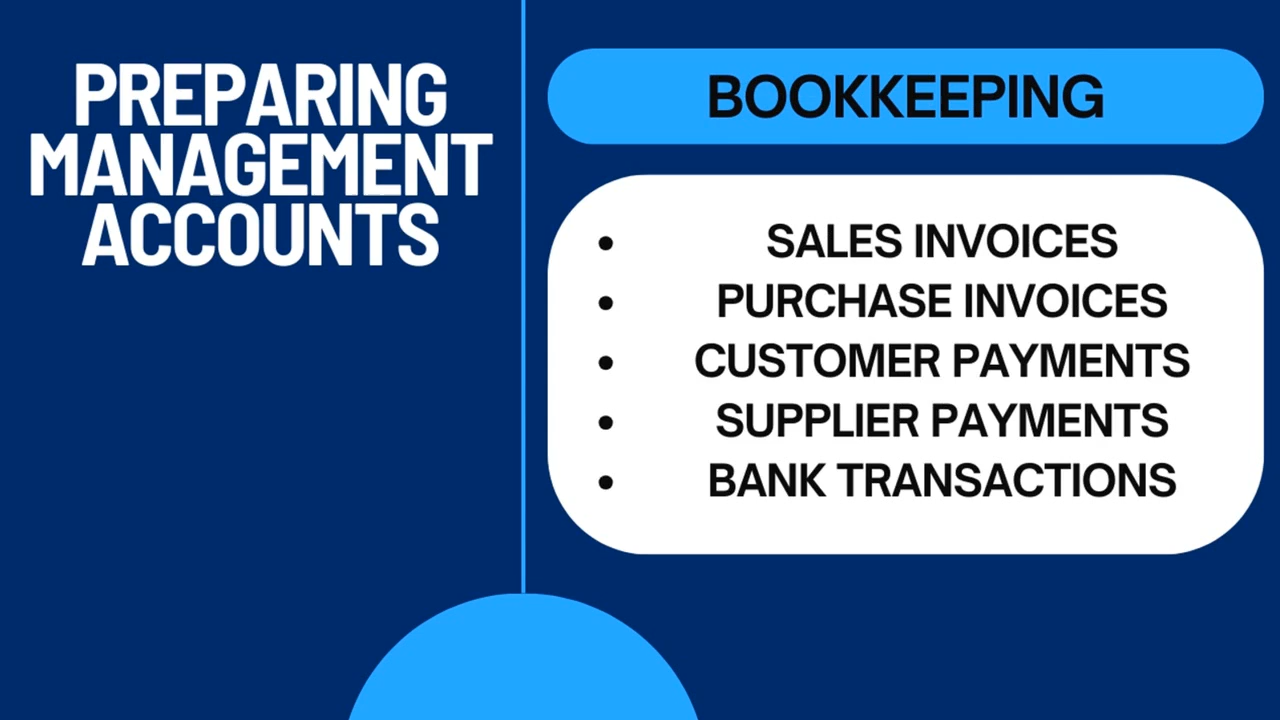 PREPARING
MANAGEMENT
ACCOUNTS
BOOKKEEPING
• SALES INVOICES
• PURCHASE INVOICES
• CUSTOMER PAYMENTS
• SUPPLIER PAYMENTS
• BANK TRANSACTIONS